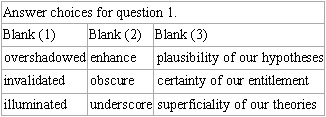 Answer choices for question 1.
Blank (1) Blank (2) Blank (3)
overshadowed enhance plausibility of our hypotheses
invalidated obscure certainty of our entitlement
illuminated underscore superficiality of our theories